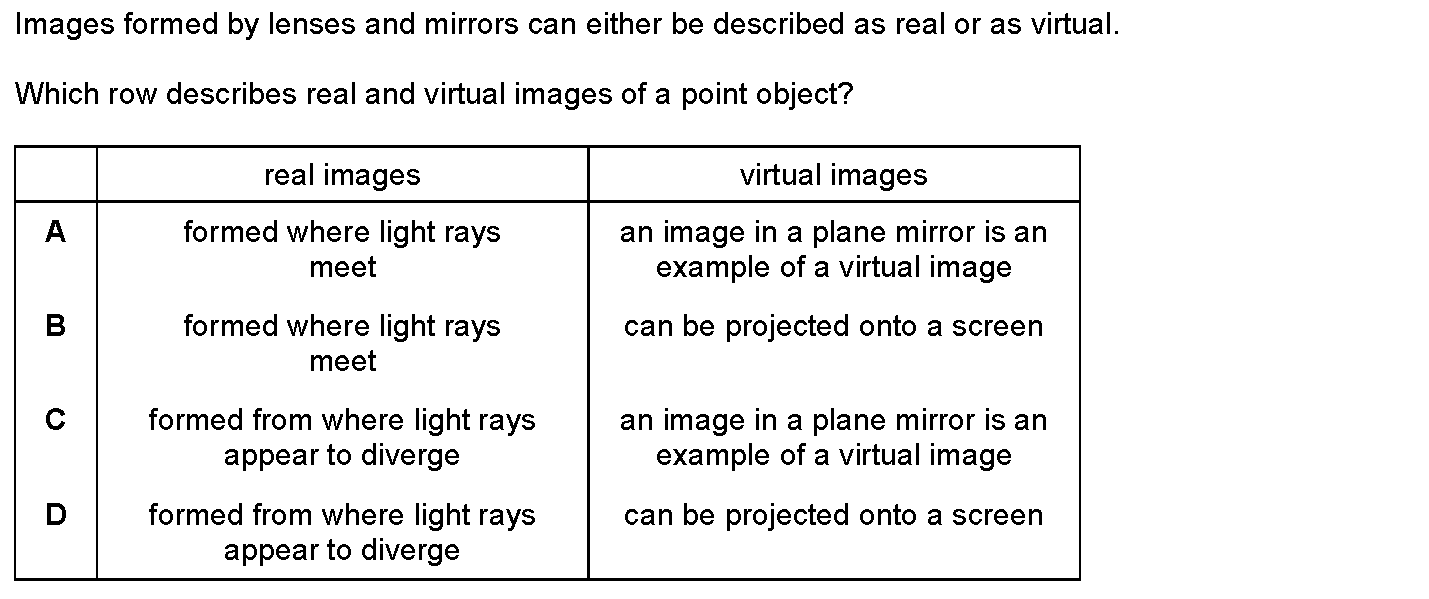 Images formed by lenses and mirrors can either be described as real or as virtual.
Which row describes real and virtual images of a point object?
real images virtual images
A formed where light rays meet an image in a plane mirror is an example of a virtual image
B formed where light rays meet can be projected onto a screen
C formed from where light rays appear to diverge an image in a plane mirror is an example of a virtual image
D formed from where light rays appear to diverge can be projected onto a screen